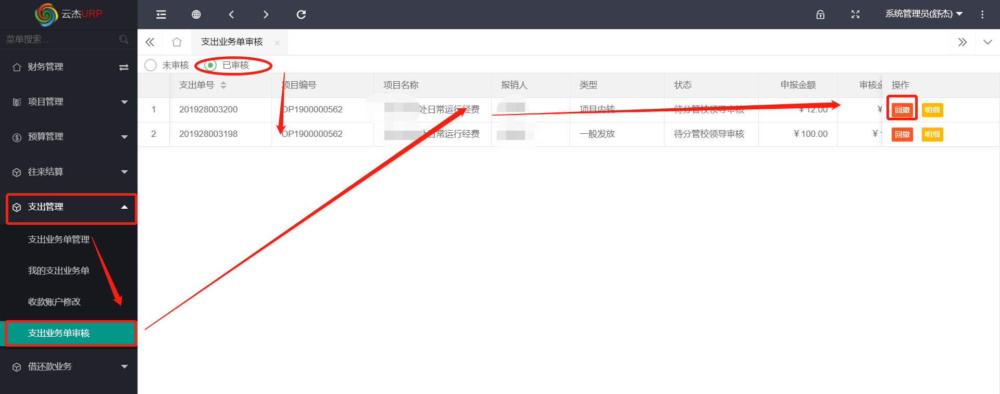 云杰URP
系统管理员(舒杰)
菜单搜索...
支出业务单审核
财务管理
项目管理
预算管理
往来结算
支出管理
支出业务单管理
我的支出业务单
收款账户修改
支出业务单审核
借还款业务
未审核 已审核
支出单号 项目编号 项目名称 报销人 类型 状态 申报金额 审核金 操作
1 201928003200 OP1900000562 处日常运行经费 项目内转 待分管校领导审核 ￥12.00 ￥ 回撤 明细
2 201928003198 OP1900000562 处日常运行经费 一般发放 待分管校领导审核 ￥100.00 ￥1 回撤 明细